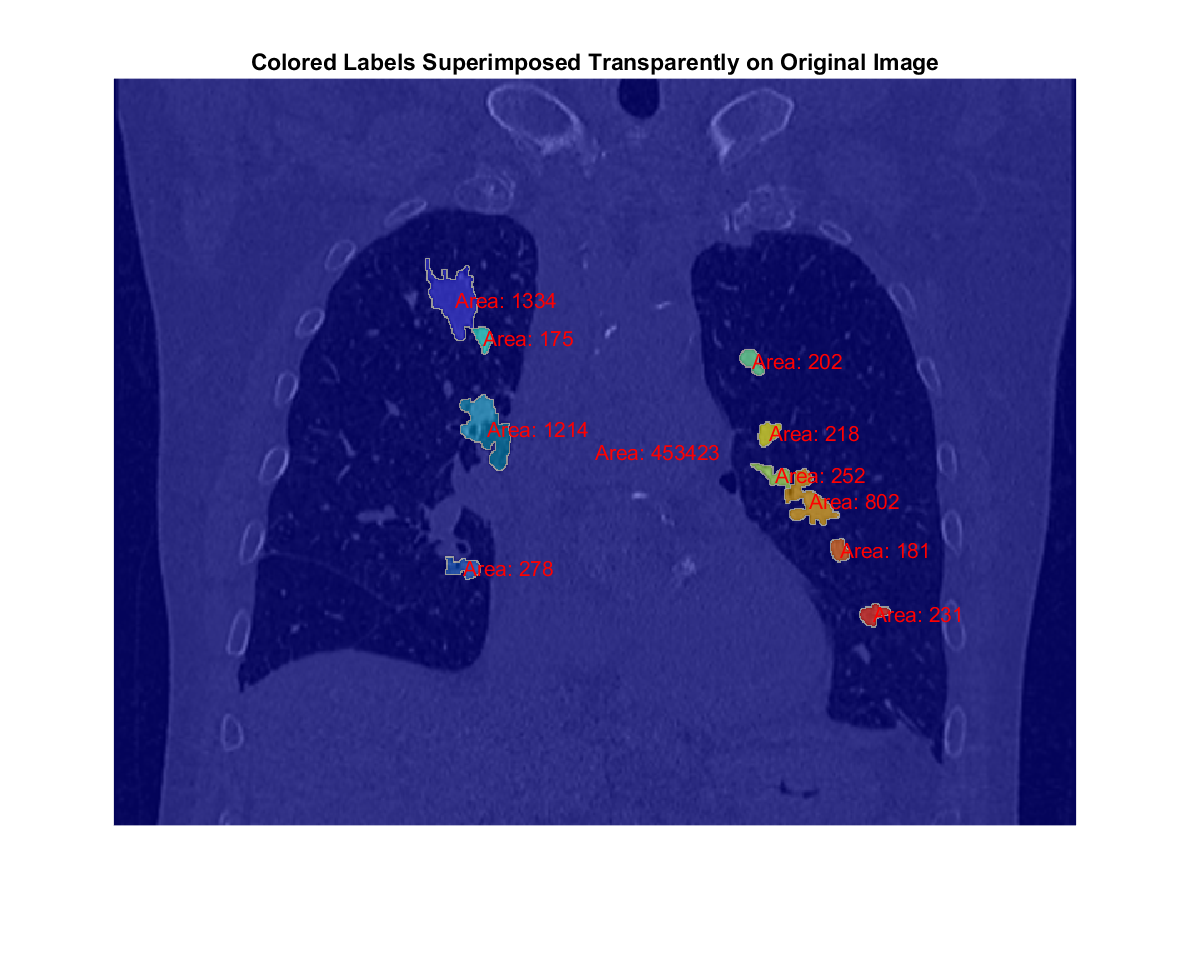 Colored Labels Superimposed Transparently on Original Image
Area: 1334
Area: 175
Area: 202
Area: 1214
Area: 218
Area: 453423
Area: 252
Area: 802
Area: 181
Area: 278
Area: 231